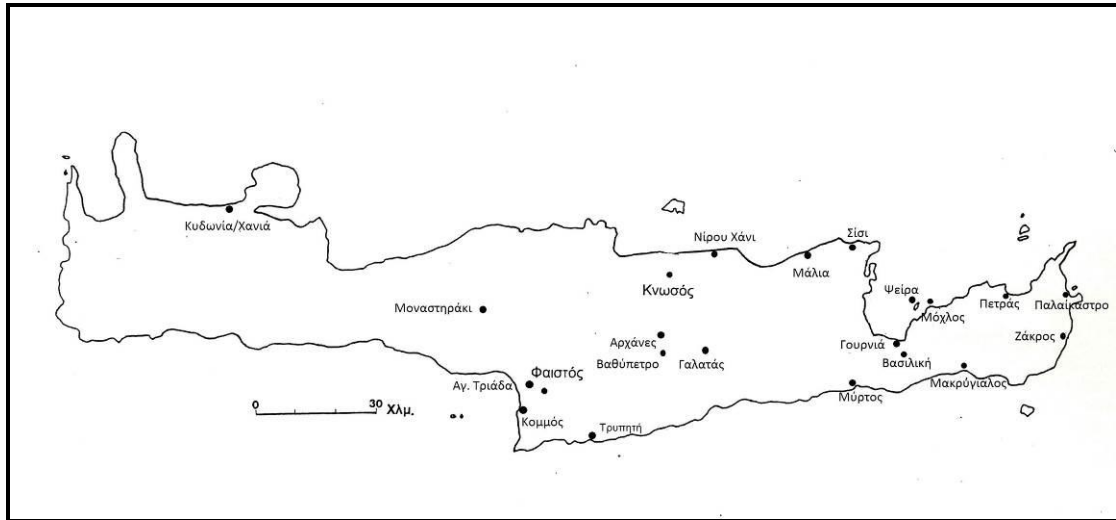 Κυδωνία/Χανιά
Νίρου Χάνι
Σίσι
Μάλια
Κνωσός
Ψείρα
Μόχλος
Πετράς
Παλαίκαστρο
Μοναστηράκι
Αρχάνες
Βαθύπετρο
Γαλατάς
Γουρνιά
Βασιλική
Ζάκρος
Μακρύγιαλος
Φαιστός
Αγ. Τριάδα
Μύρτος
0 30 Χλμ.
Κομμός
Τρυπητή